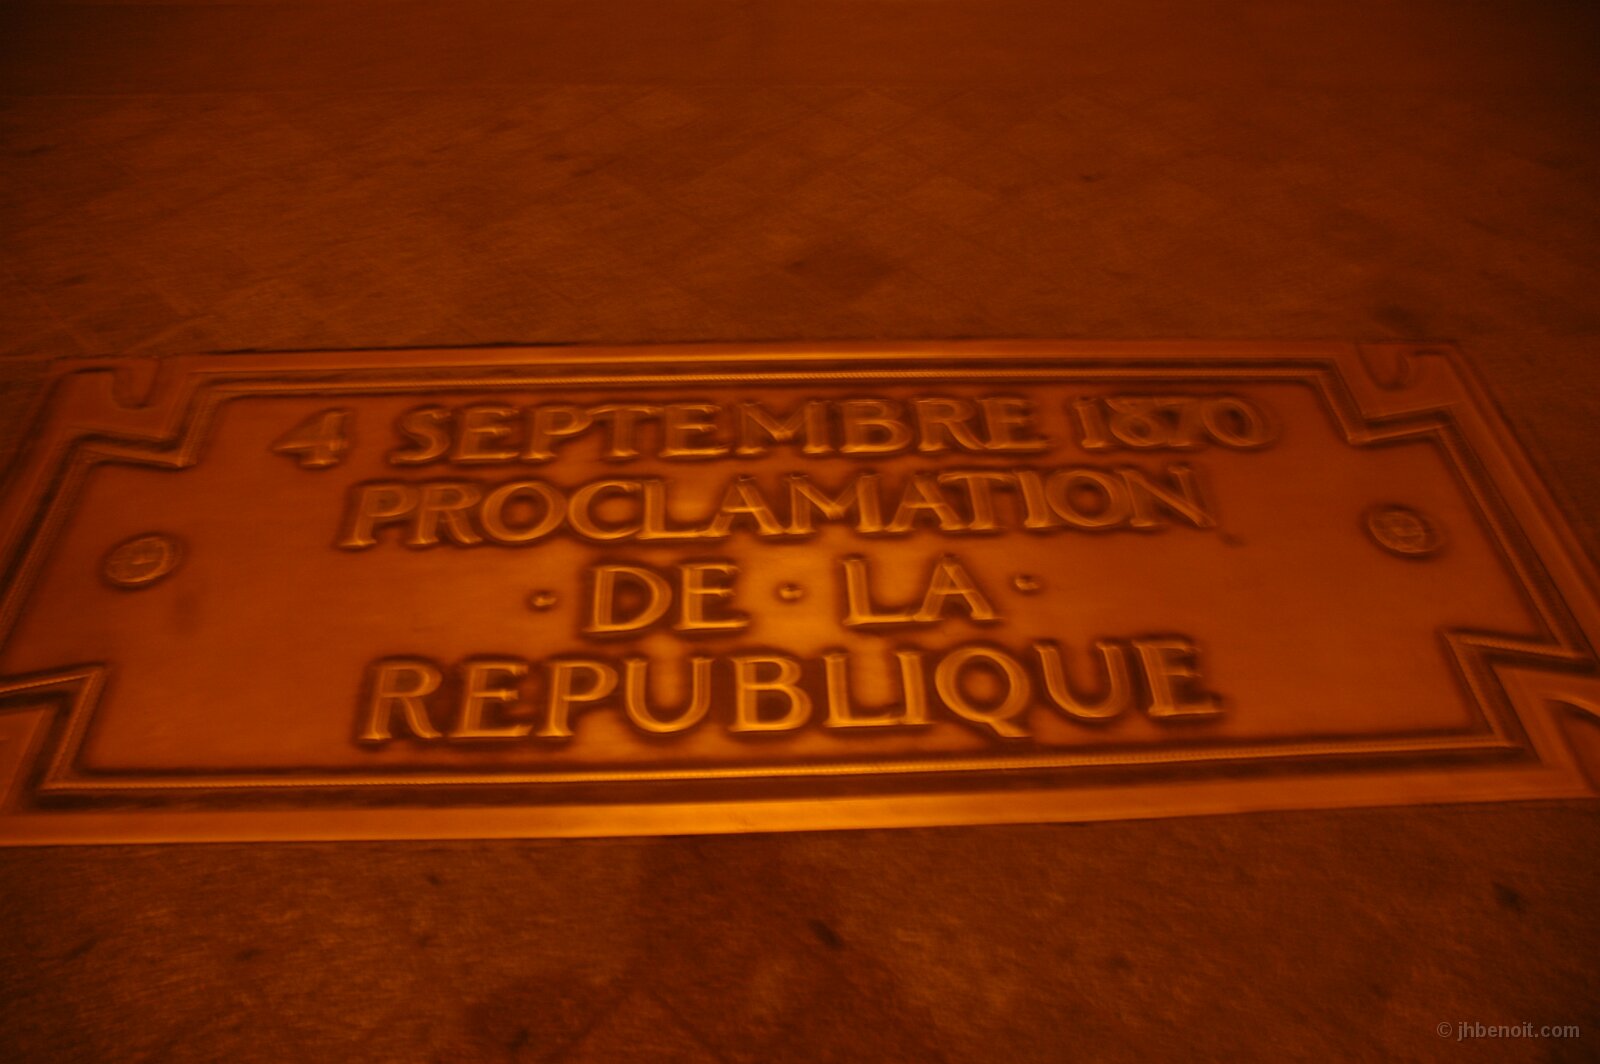 4 SEPTEMBRE 1870
PROCLAMATION
· DE · LA ·
REPUBLIQUE
© jhbenoit.com